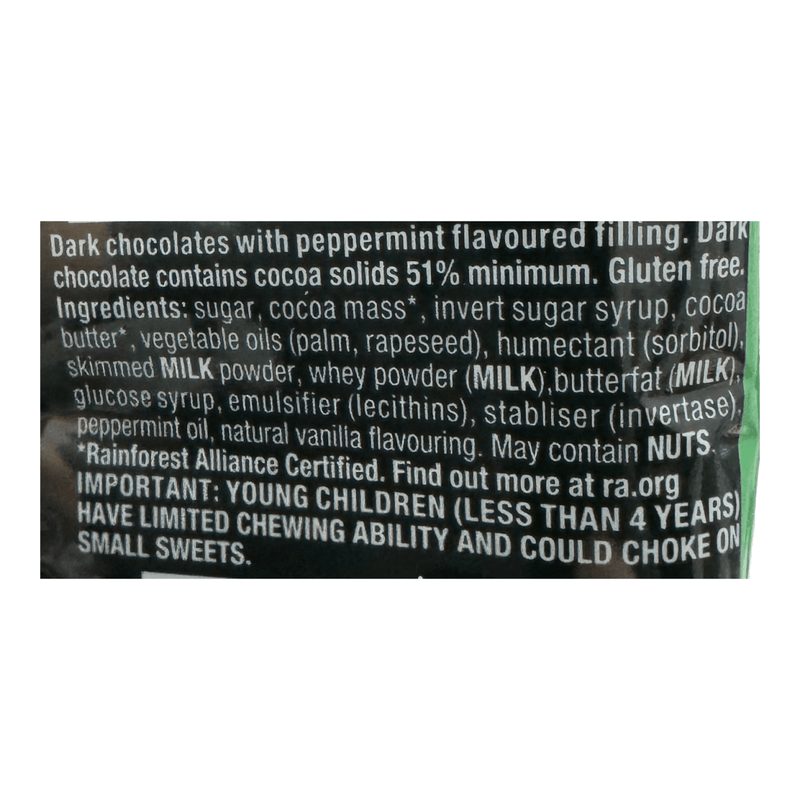 Dark chocolates with peppermint flavoured filling. Dark
chocolate contains cocoa solids 51% minimum. Gluten free.
Ingredients: sugar, cocoa mass*, invert sugar syrup, cocoa
butter*, vegetable oils (palm, rapeseed), humectant (sorbitol),
skimmed MILK powder, whey powder (MILK),butterfat (MILK),
glucose syrup, emulsifier (lecithins), stabliser (invertase),
peppermint oil, natural vanilla flavouring. May contain NUTS.
*Rainforest Alliance Certified. Find out more at ra.org
IMPORTANT: YOUNG CHILDREN (LESS THAN 4 YEARS)
HAVE LIMITED CHEWING ABILITY AND COULD CHOKE ON
SMALL SWEETS.